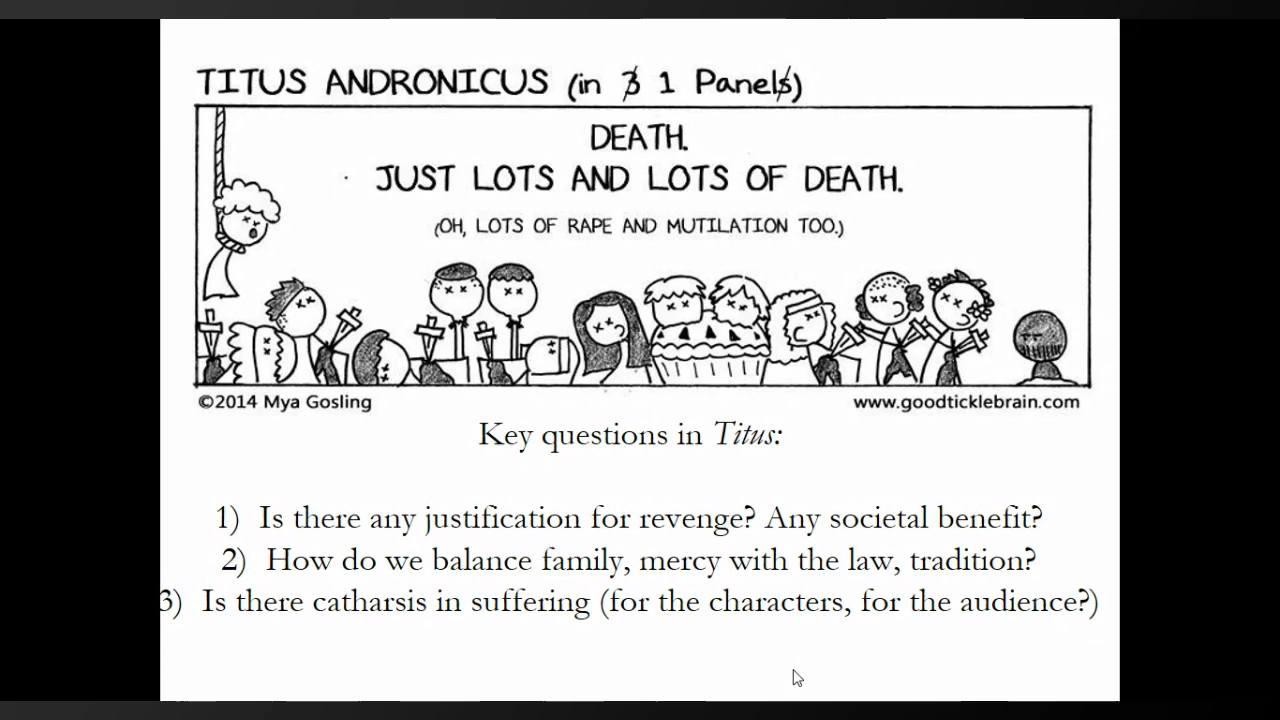 TITUS ANDRONICUS (in 3 1 Panels)
DEATH.
JUST LOTS AND LOTS OF DEATH.
(OH, LOTS OF RAPE AND MUTILATION TOO.)
©2014 Mya Gosling www.goodticklebrain.com
Key questions in Titus:
1) Is there any justification for revenge? Any societal benefit?
2) How do we balance family, mercy with the law, tradition?
3) Is there catharsis in suffering (for the characters, for the audience?)